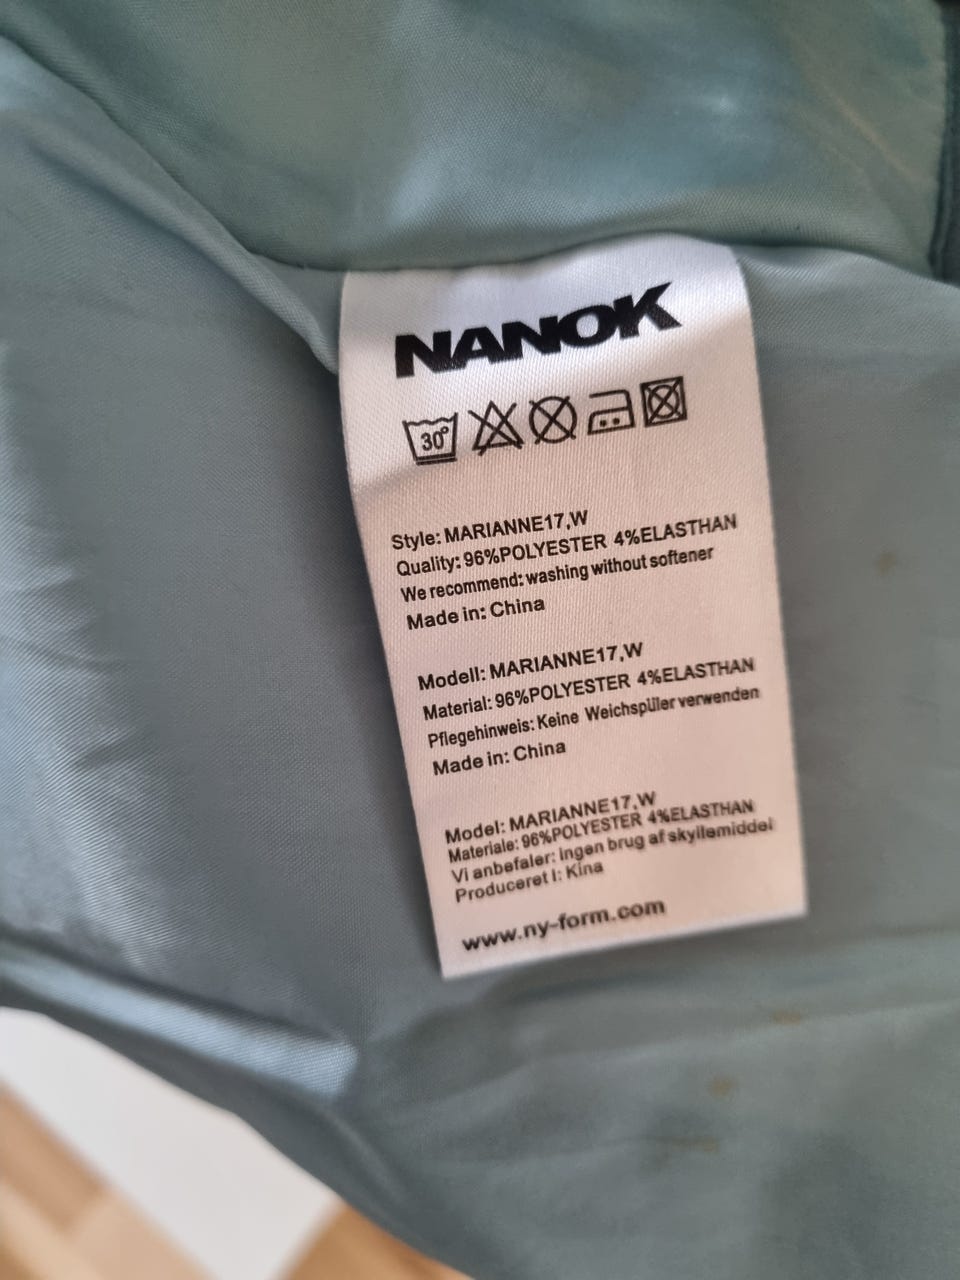 NANOK
30°
Style: MARIANNE17,W
Quality: 96%POLYESTER 4%ELASTHAN
We recommend: washing without softener
Made in: China
Modell: MARIANNE17,W
Material: 96%POLYESTER 4%ELASTHAN
Pflegehinweis: Keine Weichspüller verwenden
Made in: China
Model: MARIANNE17,W
Materiale: 96%POLYESTER 4%ELASTHAN
Vi anbefaler: ingen brug af skyllemiddel
Produceret I: Kina
www.ny-form.com